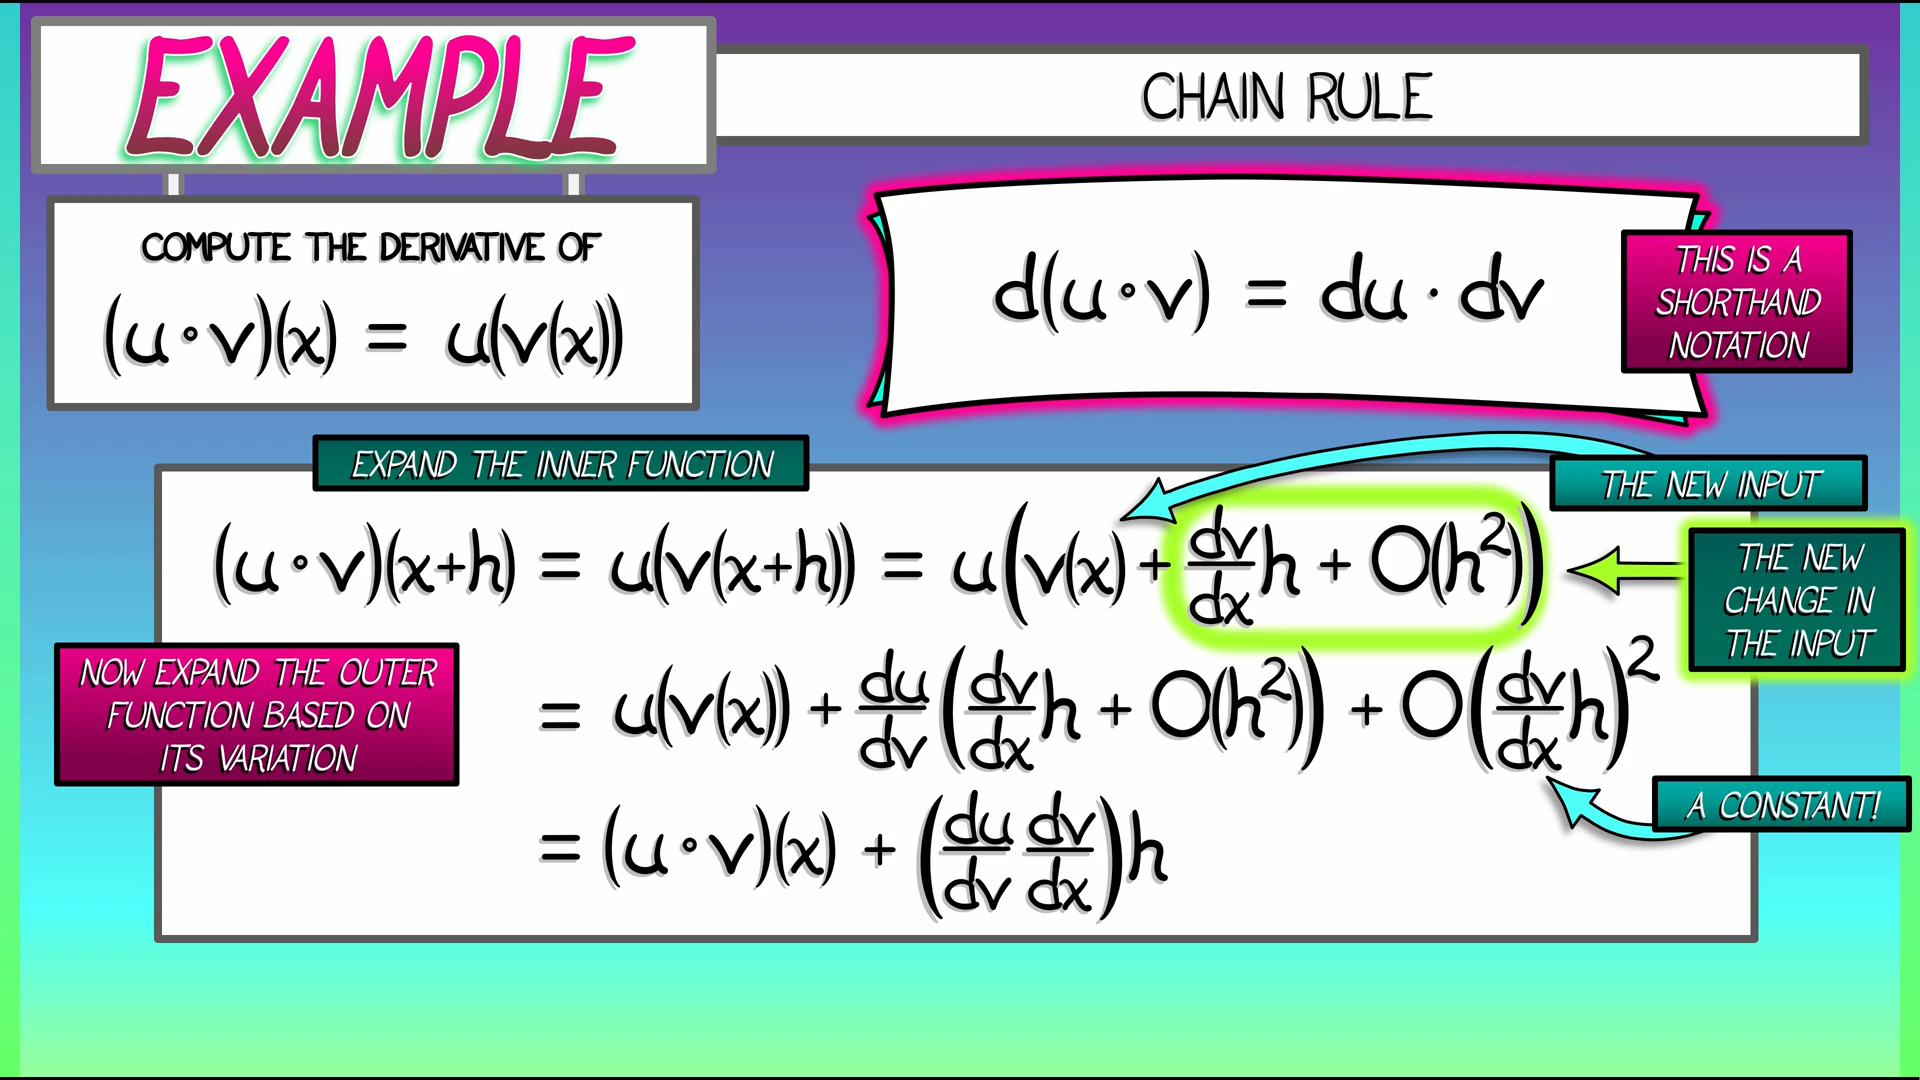 EXAMPLE
CHAIN RULE
COMPUTE THE DERIVATIVE OF
(u∘v)(x) = u(v(x))
d(u∘v) = du · dv
THIS IS A
SHORTHAND
NOTATION
EXPAND THE INNER FUNCTION
THE NEW INPUT
(u∘v)(x+h) = u(v(x+h)) = u(v(x) + dv/dx h + O(h²))
THE NEW
CHANGE IN
THE INPUT
NOW EXPAND THE OUTER
FUNCTION BASED ON
ITS VARIATION
= u(v(x)) + du/dv (dv/dx h + O(h²)) + O(dv/dx h)²
A CONSTANT!
= (u∘v)(x) + (du/dv dv/dx)h